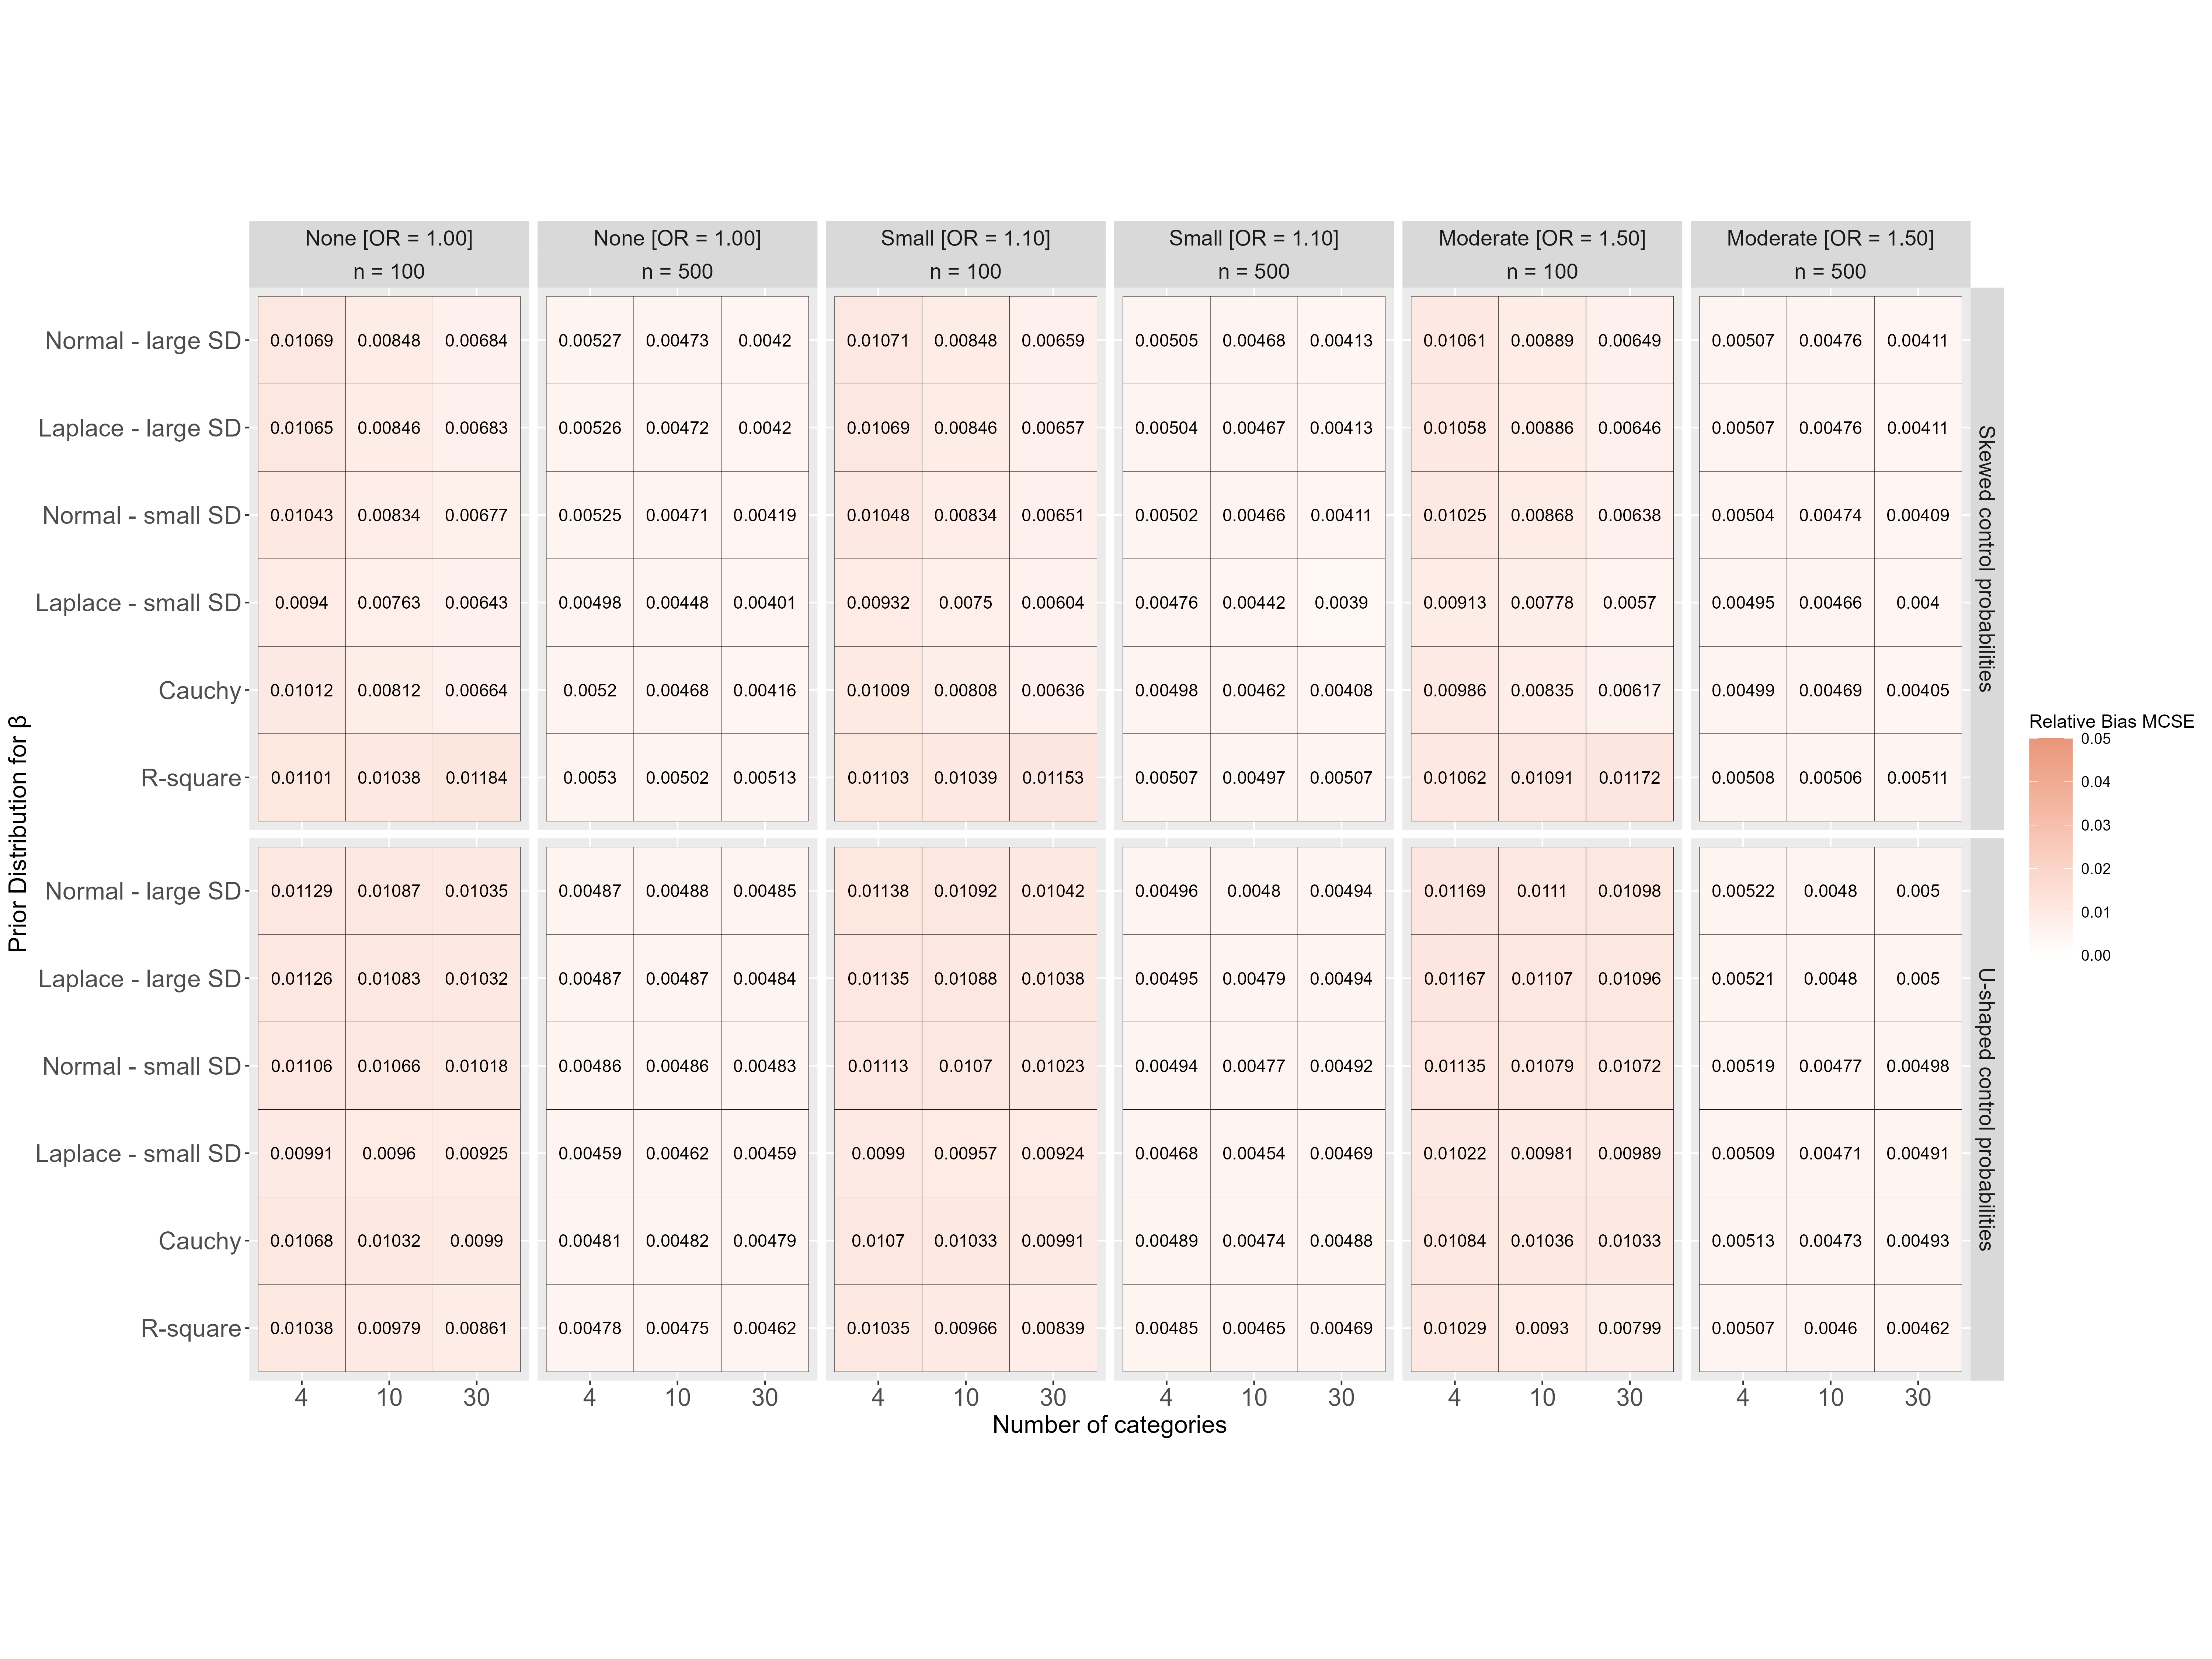 None [OR = 1.00] None [OR = 1.00] Small [OR = 1.10] Small [OR = 1.10] Moderate [OR = 1.50] Moderate [OR = 1.50]
n = 100 n = 500 n = 100 n = 500 n = 100 n = 500
Normal - large SD 0.01069 0.00848 0.00684 0.00527 0.00473 0.0042 0.01071 0.00848 0.00659 0.00505 0.00468 0.00413 0.01061 0.00889 0.00649 0.00507 0.00476 0.00411
Laplace - large SD 0.01065 0.00846 0.00683 0.00526 0.00472 0.0042 0.01069 0.00846 0.00657 0.00504 0.00467 0.00413 0.01058 0.00886 0.00646 0.00507 0.00476 0.00411
Normal - small SD 0.01043 0.00834 0.00677 0.00525 0.00471 0.00419 0.01048 0.00834 0.00651 0.00502 0.00466 0.00411 0.01025 0.00868 0.00638 0.00504 0.00474 0.00409
Laplace - small SD 0.0094 0.00763 0.00643 0.00498 0.00448 0.00401 0.00932 0.0075 0.00604 0.00476 0.00442 0.0039 0.00913 0.00778 0.0057 0.00495 0.00466 0.004
Cauchy 0.01012 0.00812 0.00664 0.0052 0.00468 0.00416 0.01009 0.00808 0.00636 0.00498 0.00462 0.00408 0.00986 0.00835 0.00617 0.00499 0.00469 0.00405
R-square 0.01101 0.01038 0.01184 0.0053 0.00502 0.00513 0.01103 0.01039 0.01153 0.00507 0.00497 0.00507 0.01062 0.01091 0.01172 0.00508 0.00506 0.00511
Skewed control probabilities
Normal - large SD 0.01129 0.01087 0.01035 0.00487 0.00488 0.00485 0.01138 0.01092 0.01042 0.00496 0.0048 0.00494 0.01169 0.0111 0.01098 0.00522 0.0048 0.005
Laplace - large SD 0.01126 0.01083 0.01032 0.00487 0.00487 0.00484 0.01135 0.01088 0.01038 0.00495 0.00479 0.00494 0.01167 0.01107 0.01096 0.00521 0.0048 0.005
Normal - small SD 0.01106 0.01066 0.01018 0.00486 0.00486 0.00483 0.01113 0.0107 0.01023 0.00494 0.00477 0.00492 0.01135 0.01079 0.01072 0.00519 0.00477 0.00498
Laplace - small SD 0.00991 0.0096 0.00925 0.00459 0.00462 0.00459 0.0099 0.00957 0.00924 0.00468 0.00454 0.00469 0.01022 0.00981 0.00989 0.00509 0.00471 0.00491
Cauchy 0.01068 0.01032 0.0099 0.00481 0.00482 0.00479 0.0107 0.01033 0.00991 0.00489 0.00474 0.00488 0.01084 0.01036 0.01033 0.00513 0.00473 0.00493
R-square 0.01038 0.00979 0.00861 0.00478 0.00475 0.00462 0.01035 0.00966 0.00839 0.00485 0.00465 0.00469 0.01029 0.0093 0.00799 0.00507 0.0046 0.00462
U-shaped control probabilities
4 10 30 4 10 30 4 10 30 4 10 30 4 10 30 4 10 30
Number of categories
Prior Distribution for β
Relative Bias MCSE
0.05
0.04
0.03
0.02
0.01
0.00